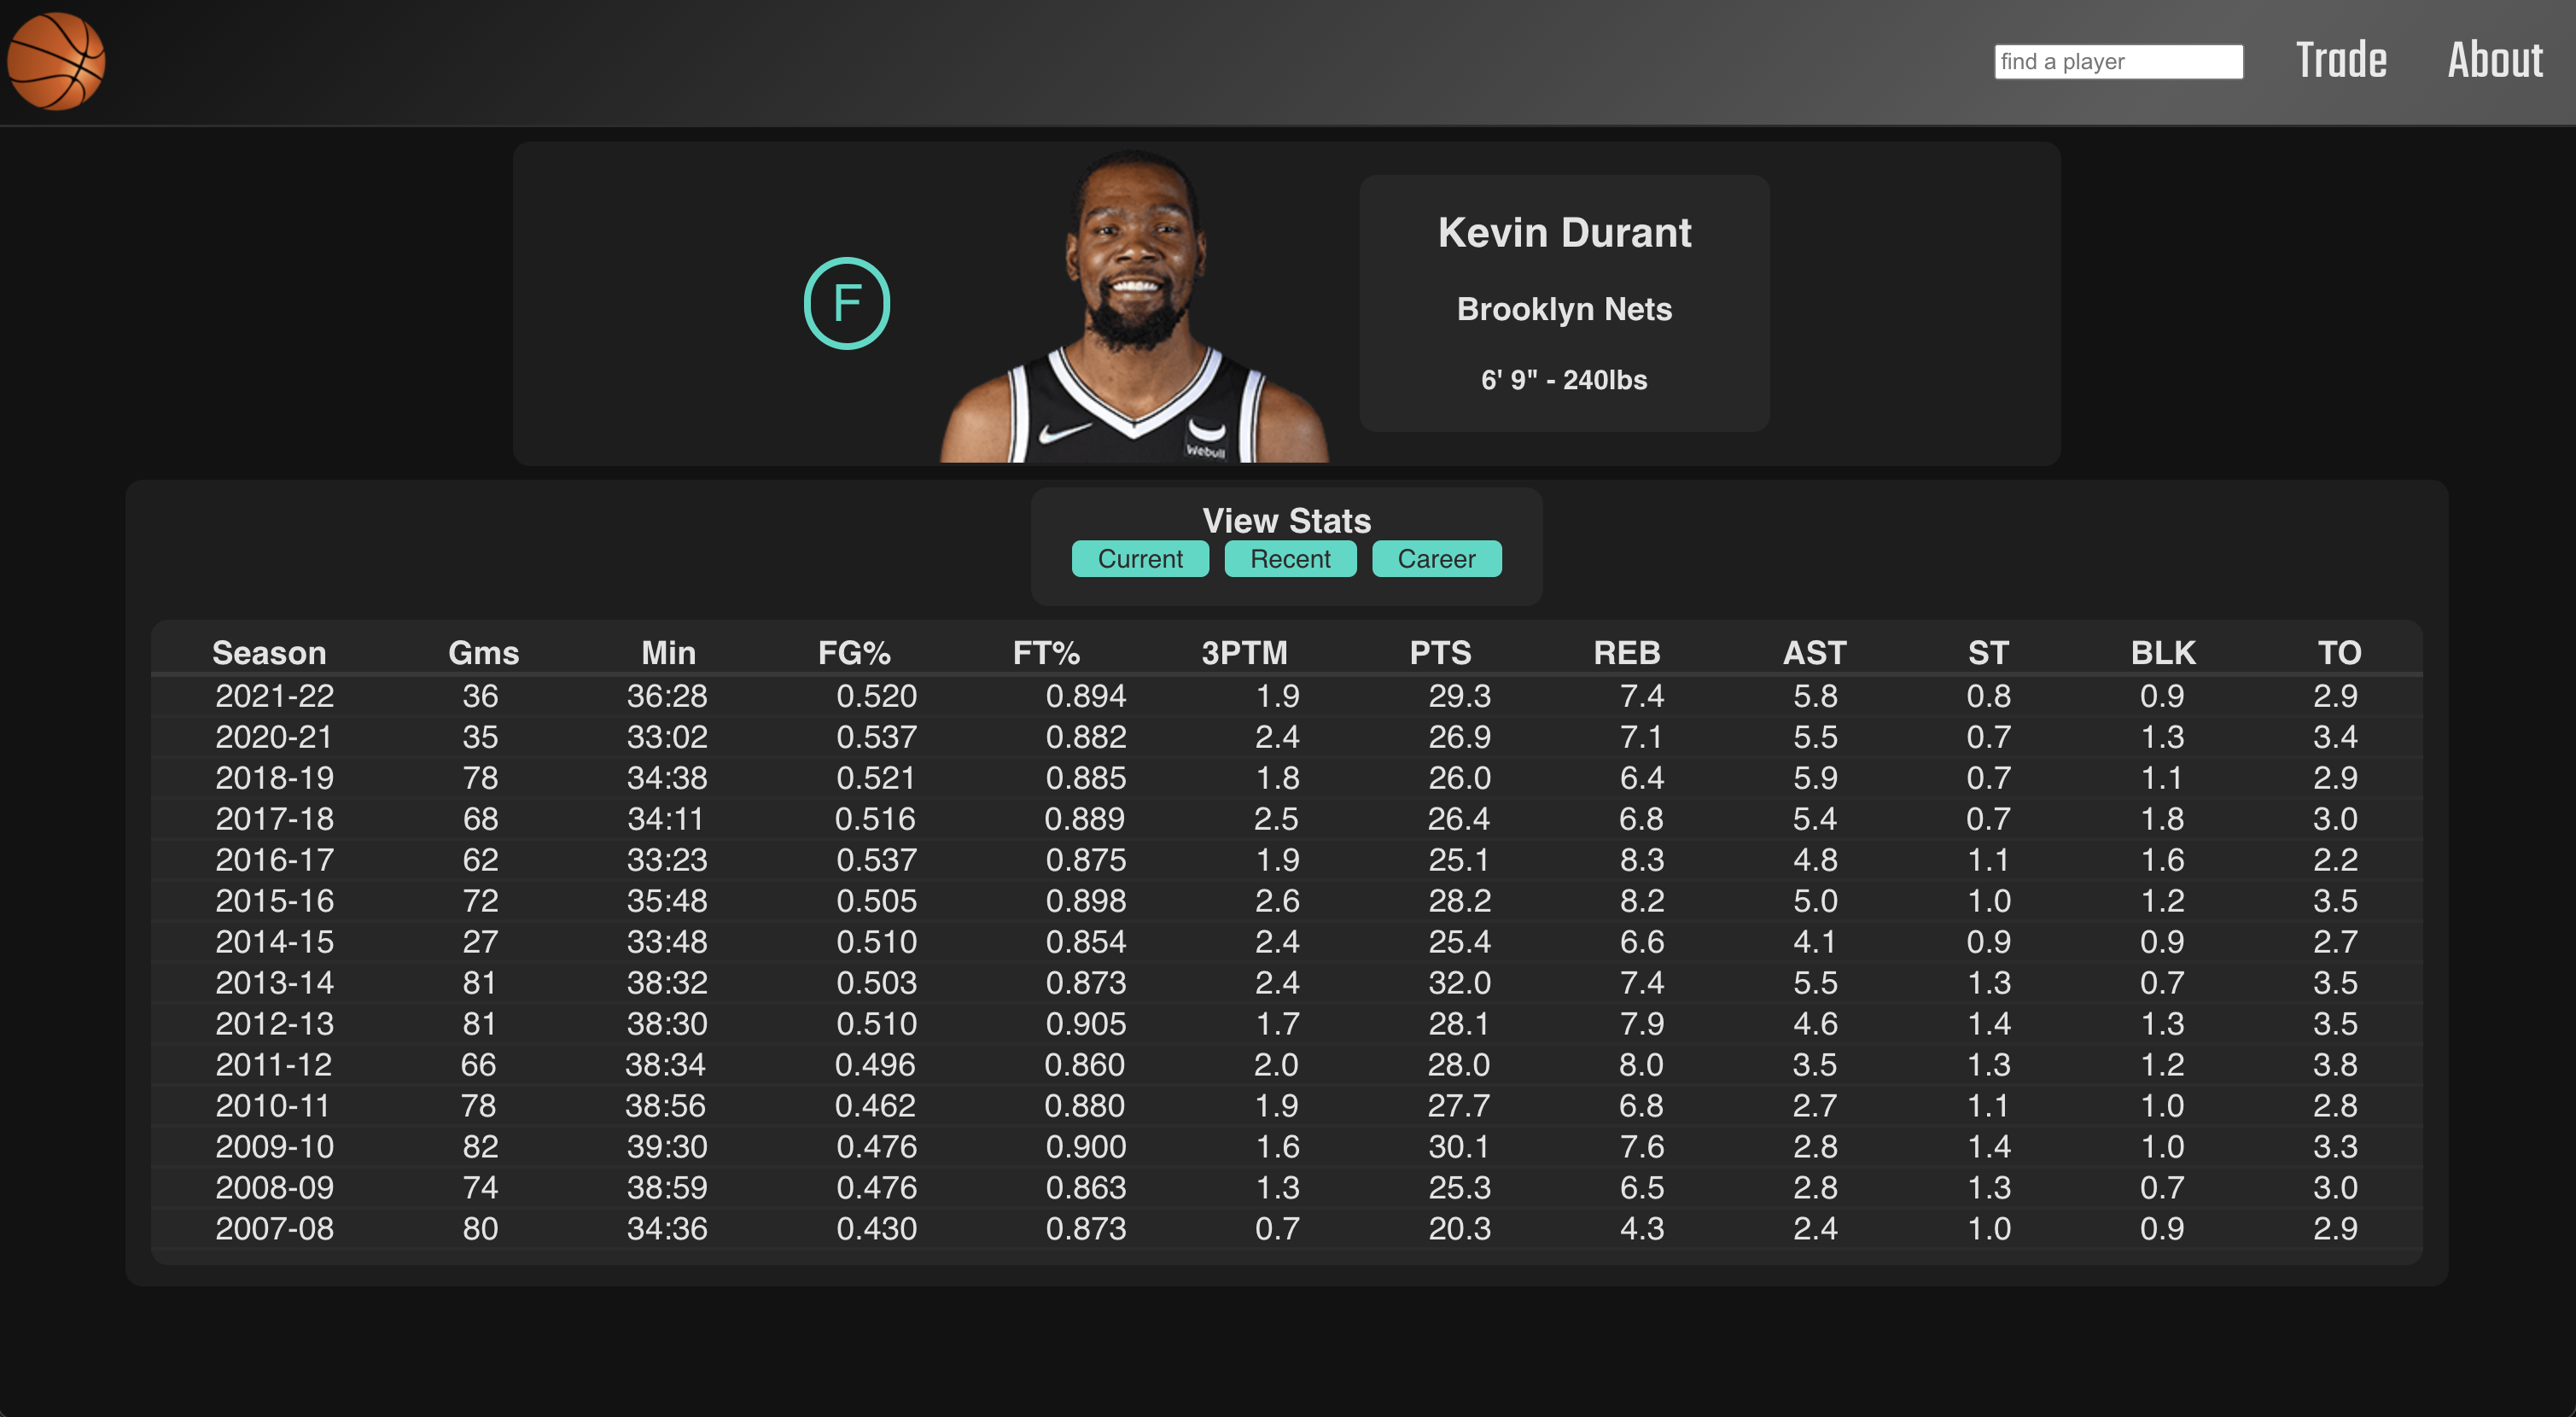 find a player Trade About
F
Kevin Durant
Brooklyn Nets
6' 9" - 240lbs
Webull
View Stats
Current Recent Career
Season Gms Min FG% FT% 3PTM PTS REB AST ST BLK TO
2021-22 36 36:28 0.520 0.894 1.9 29.3 7.4 5.8 0.8 0.9 2.9
2020-21 35 33:02 0.537 0.882 2.4 26.9 7.1 5.5 0.7 1.3 3.4
2018-19 78 34:38 0.521 0.885 1.8 26.0 6.4 5.9 0.7 1.1 2.9
2017-18 68 34:11 0.516 0.889 2.5 26.4 6.8 5.4 0.7 1.8 3.0
2016-17 62 33:23 0.537 0.875 1.9 25.1 8.3 4.8 1.1 1.6 2.2
2015-16 72 35:48 0.505 0.898 2.6 28.2 8.2 5.0 1.0 1.2 3.5
2014-15 27 33:48 0.510 0.854 2.4 25.4 6.6 4.1 0.9 0.9 2.7
2013-14 81 38:32 0.503 0.873 2.4 32.0 7.4 5.5 1.3 0.7 3.5
2012-13 81 38:30 0.510 0.905 1.7 28.1 7.9 4.6 1.4 1.3 3.5
2011-12 66 38:34 0.496 0.860 2.0 28.0 8.0 3.5 1.3 1.2 3.8
2010-11 78 38:56 0.462 0.880 1.9 27.7 6.8 2.7 1.1 1.0 2.8
2009-10 82 39:30 0.476 0.900 1.6 30.1 7.6 2.8 1.4 1.0 3.3
2008-09 74 38:59 0.476 0.863 1.3 25.3 6.5 2.8 1.3 0.7 3.0
2007-08 80 34:36 0.430 0.873 0.7 20.3 4.3 2.4 1.0 0.9 2.9